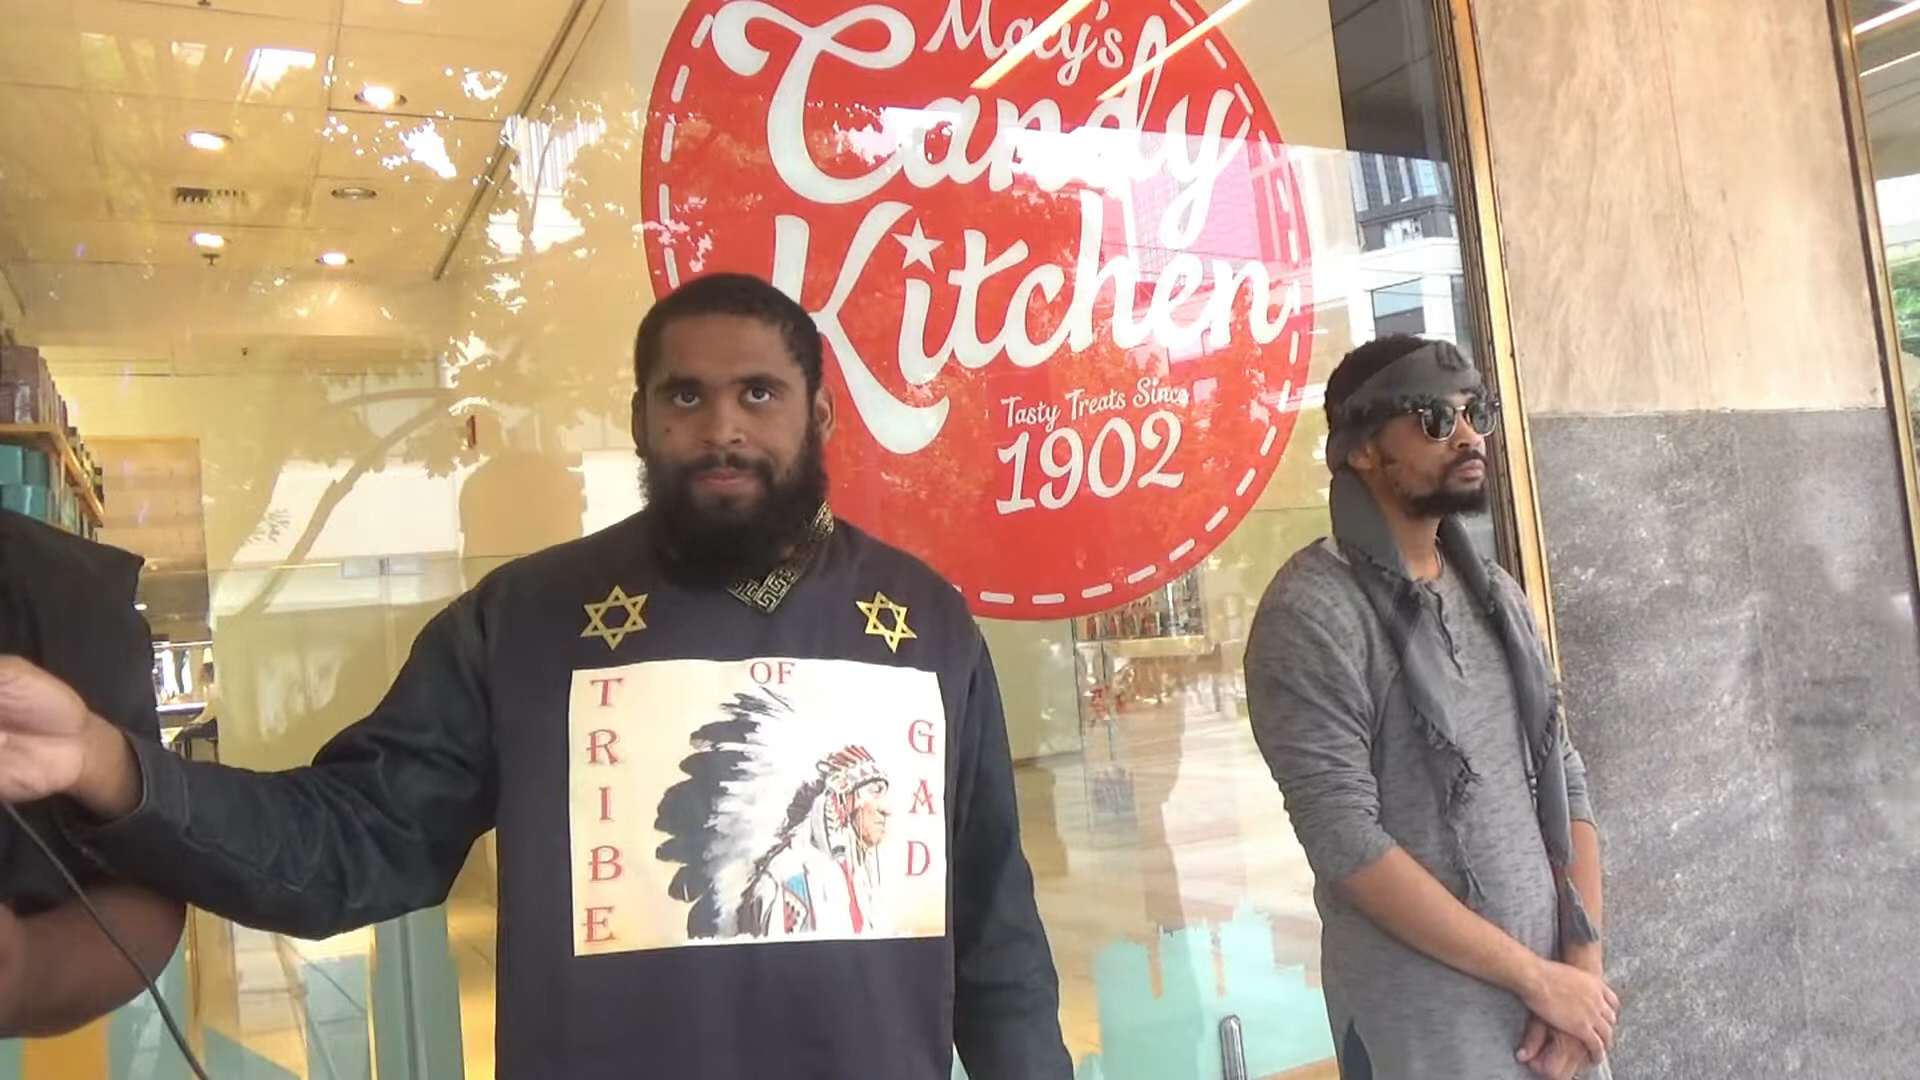 Macy's
Candy
Kitchen
Tasty Treats Since
1902
TRIBE
OF
GAD